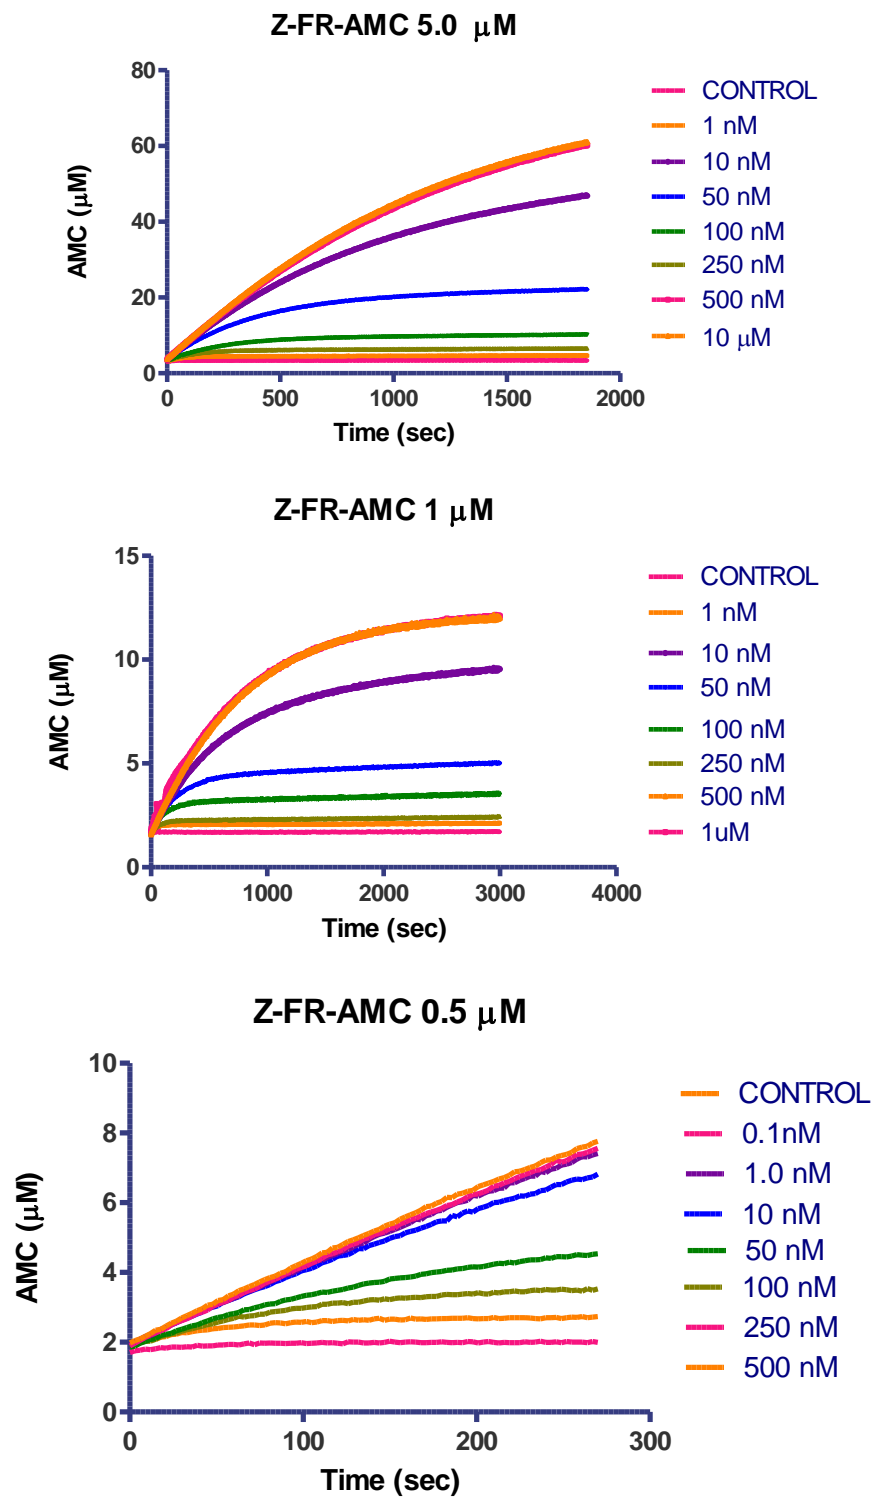 Z-FR-AMC 5.0 μM
80
60
40
20
0
AMC (μM)
0 500 1000 1500 2000
Time (sec)
CONTROL
1 nM
10 nM
50 nM
100 nM
250 nM
500 nM
10 μM
Z-FR-AMC 1 μM
15
10
5
0
AMC (μM)
0 1000 2000 3000 4000
Time (sec)
CONTROL
1 nM
10 nM
50 nM
100 nM
250 nM
500 nM
1uM
Z-FR-AMC 0.5 μM
10
8
6
4
2
0
AMC (μM)
0 100 200 300
Time (sec)
CONTROL
0.1nM
1.0 nM
10 nM
50 nM
100 nM
250 nM
500 nM